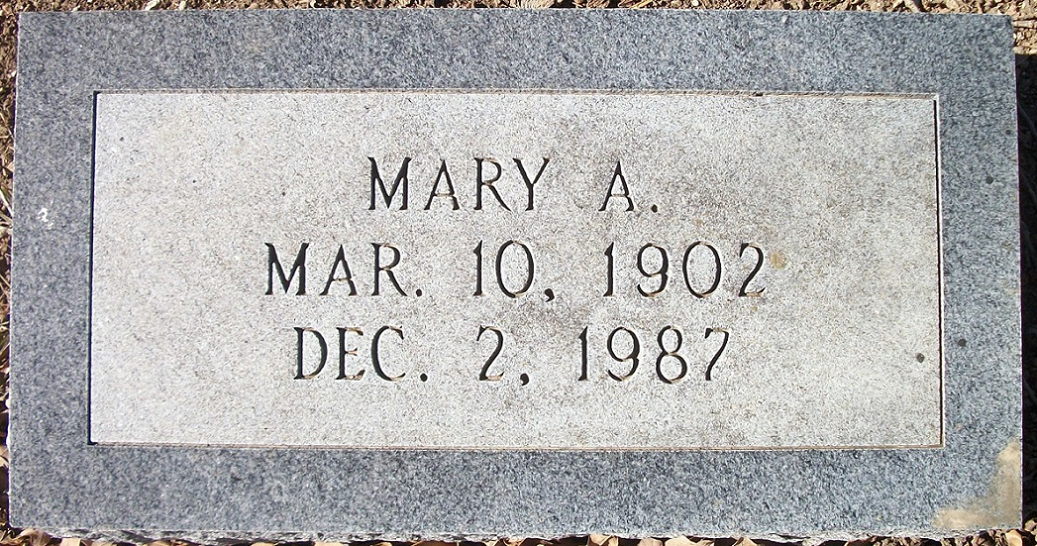 MARY A.
MAR. 10, 1902
DEC. 2, 1987